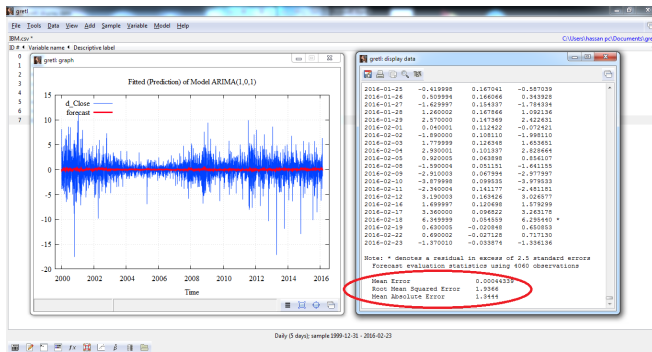 gretl
File Tools Data View Add Sample Variable Model Help
IBM.csv *
C:\Users\hassan pc\Documents\gre
ID # Variable name Descriptive label
0
1
2
3
4
5
6
7
gretl: graph
Fitted (Prediction) of Model ARIMA(1,0,1)
d_Close
forecast
15
10
5
0
-5
-10
-15
-20
2000 2002 2004 2006 2008 2010 2012 2014 2016
Time
gretl: display data
2016-01-25 -0.419998 0.167041 -0.587039
2016-01-26 0.509994 0.166066 0.343928
2016-01-27 -1.629997 0.154337 -1.784334
2016-01-28 1.260002 0.167866 1.092136
2016-01-29 2.570000 0.147369 2.422631
2016-02-01 0.040001 0.112422 -0.072421
2016-02-02 -1.890000 0.108110 -1.998110
2016-02-03 1.779999 0.126348 1.653651
2016-02-04 2.930001 0.101337 2.828664
2016-02-05 0.920005 0.063898 0.856107
2016-02-08 -1.590004 0.051151 -1.641155
2016-02-09 -2.910003 0.067994 -2.977997
2016-02-10 -3.879998 0.099535 -3.979533
2016-02-11 -2.340004 0.141177 -2.481181
2016-02-12 3.190003 0.163426 3.026577
2016-02-16 1.699997 0.120698 1.579299
2016-02-17 3.360000 0.096822 3.263178
2016-02-18 6.349999 0.054559 6.295440 *
2016-02-19 0.630005 -0.020848 0.650853
2016-02-22 0.690002 -0.027128 0.717130
2016-02-23 -1.370010 -0.033874 -1.336136
Note: * denotes a residual in excess of 2.5 standard errors
Forecast evaluation statistics using 4060 observations
Mean Error 0.00044339
Root Mean Squared Error 1.9366
Mean Absolute Error 1.3444
Daily (5 days); sample 1999-12-31 - 2016-02-23
fx
β